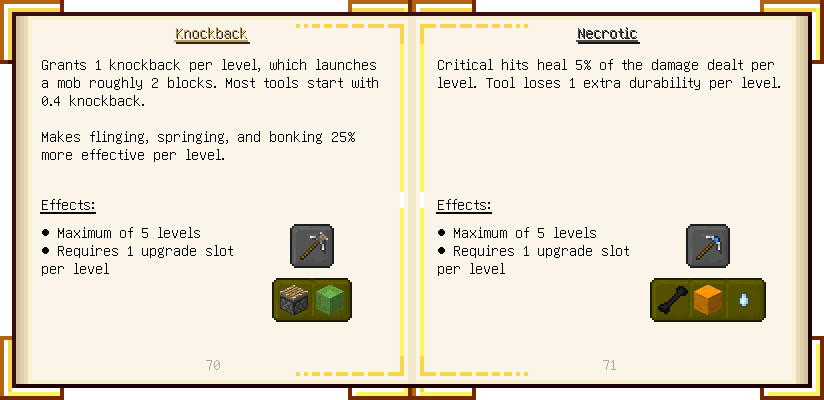 Knockback
Grants 1 knockback per level, which launches
a mob roughly 2 blocks. Most tools start with
0.4 knockback.
Makes flinging, springing, and bonking 25%
more effective per level.
Effects:
● Maximum of 5 levels
● Requires 1 upgrade slot
per level
70
Necrotic
Critical hits heal 5% of the damage dealt per
level. Tool loses 1 extra durability per level.
Effects:
● Maximum of 5 levels
● Requires 1 upgrade slot
per level
71